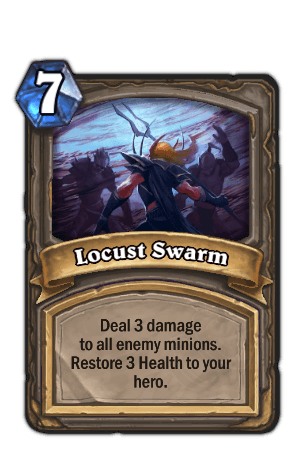 7
Locust Swarm
Deal 3 damage
to all enemy minions.
Restore 3 Health to your
hero.